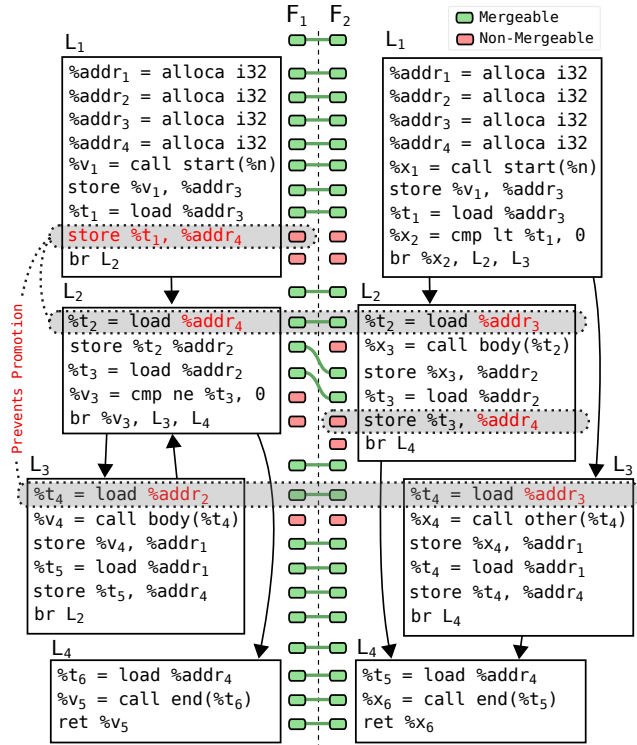 F1 F2
Mergeable
Non-Mergeable
L1
%addr1 = alloca i32
%addr2 = alloca i32
%addr3 = alloca i32
%addr4 = alloca i32
%v1 = call start(%n)
store %v1, %addr3
%t1 = load %addr3
store %t1, %addr4
br L2
L2
%t2 = load %addr4
store %t2 %addr2
%t3 = load %addr2
%v3 = cmp ne %t3, 0
br %v3, L3, L4
L3
%t4 = load %addr2
%v4 = call body(%t4)
store %v4, %addr1
%t5 = load %addr1
store %t5, %addr4
br L2
L4
%t6 = load %addr4
%v5 = call end(%t6)
ret %v5
Prevents Promotion
L1
%addr1 = alloca i32
%addr2 = alloca i32
%addr3 = alloca i32
%addr4 = alloca i32
%x1 = call start(%n)
store %v1, %addr3
%t1 = load %addr3
%x2 = cmp lt %t1, 0
br %x2, L2, L3
L2
%t2 = load %addr3
%x3 = call body(%t2)
store %x3, %addr2
%t3 = load %addr2
store %t3, %addr4
br L4
L3
%t4 = load %addr3
%x4 = call other(%t4)
store %x4, %addr1
%t4 = load %addr1
store %t4, %addr4
br L4
L4
%t5 = load %addr4
%x6 = call end(%t5)
ret %x6